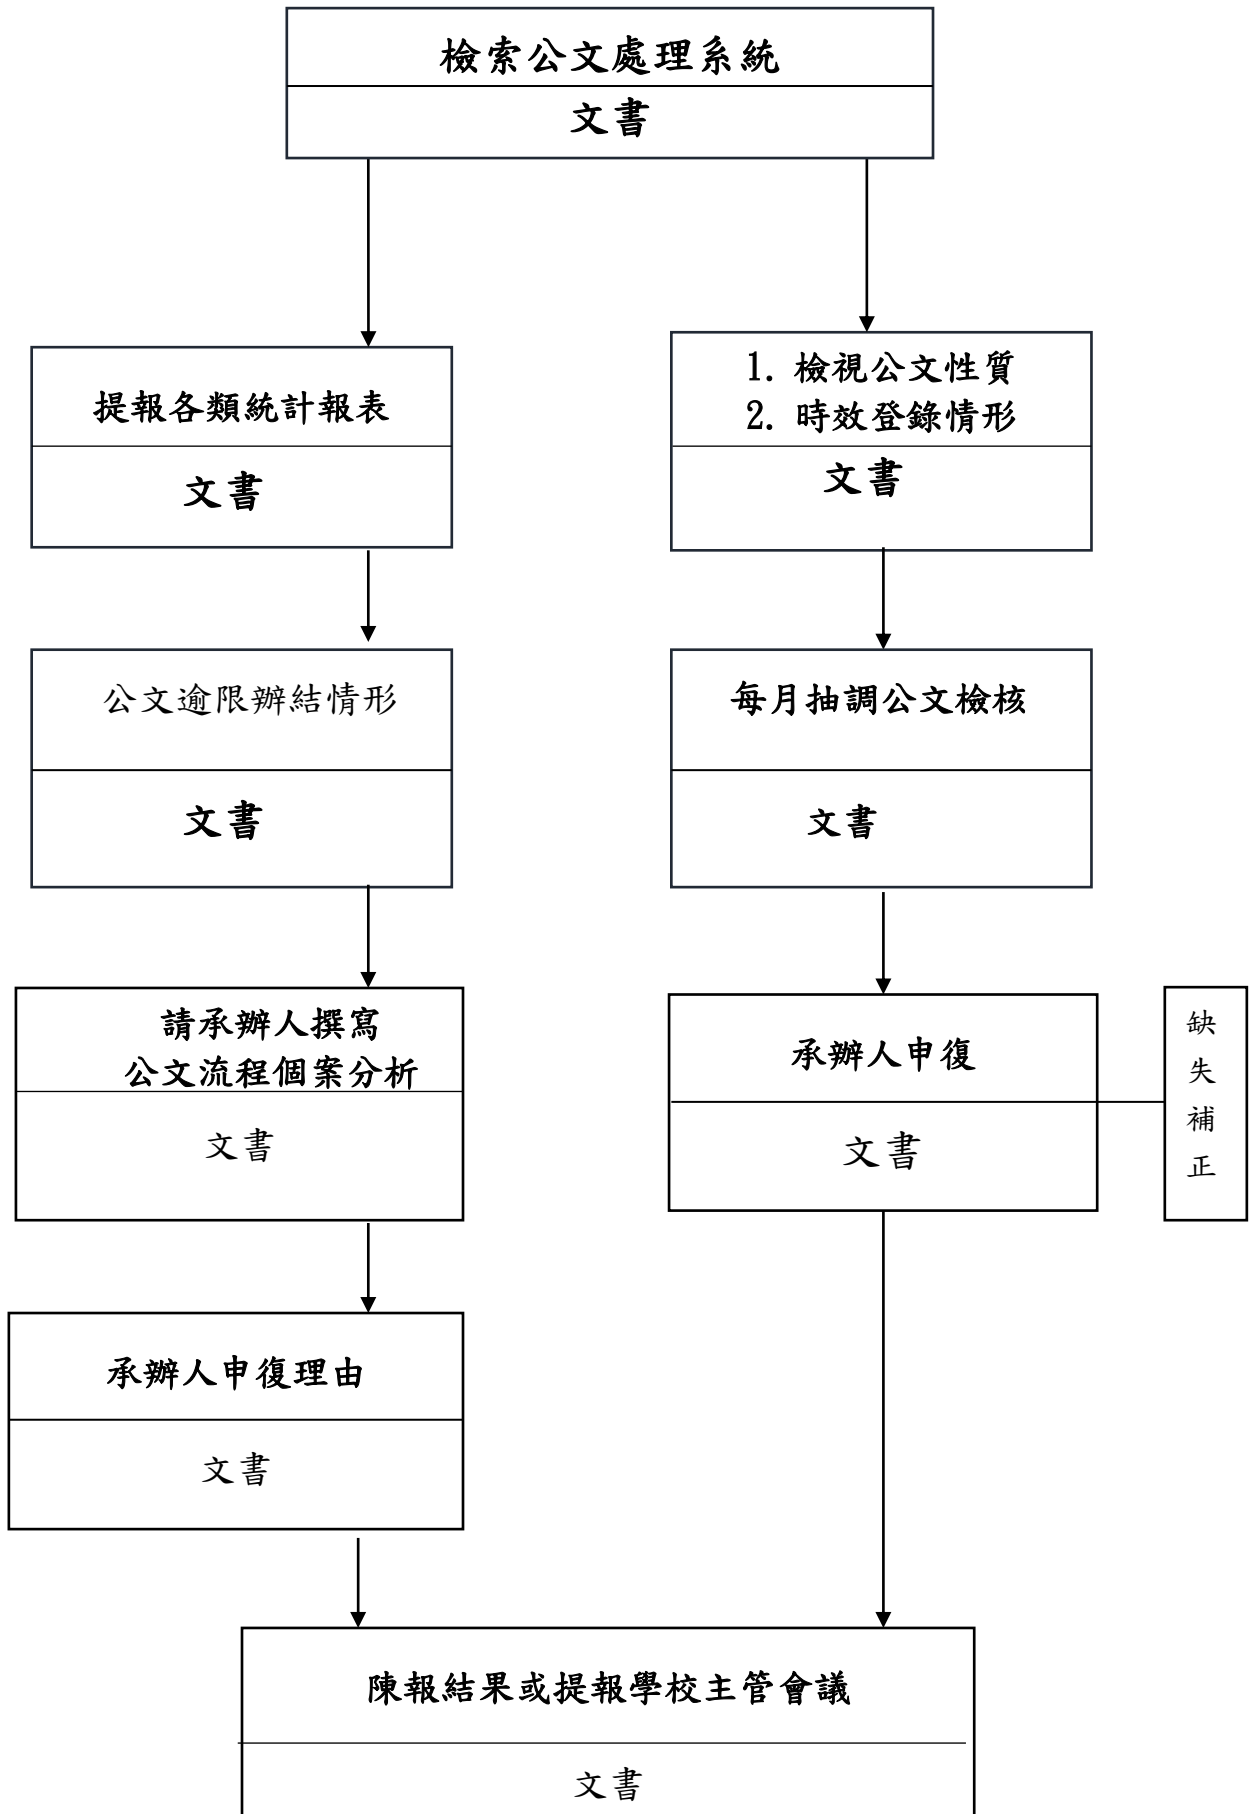 檢索公文處理系統
文書
提報各類統計報表
文書
1. 檢視公文性質
2. 時效登錄情形
文書
公文逾限辦結情形
文書
每月抽調公文檢核
文書
請承辦人撰寫
公文流程個案分析
文書
承辦人申復
文書
缺
失
補
正
承辦人申復理由
文書
陳報結果或提報學校主管會議
文書